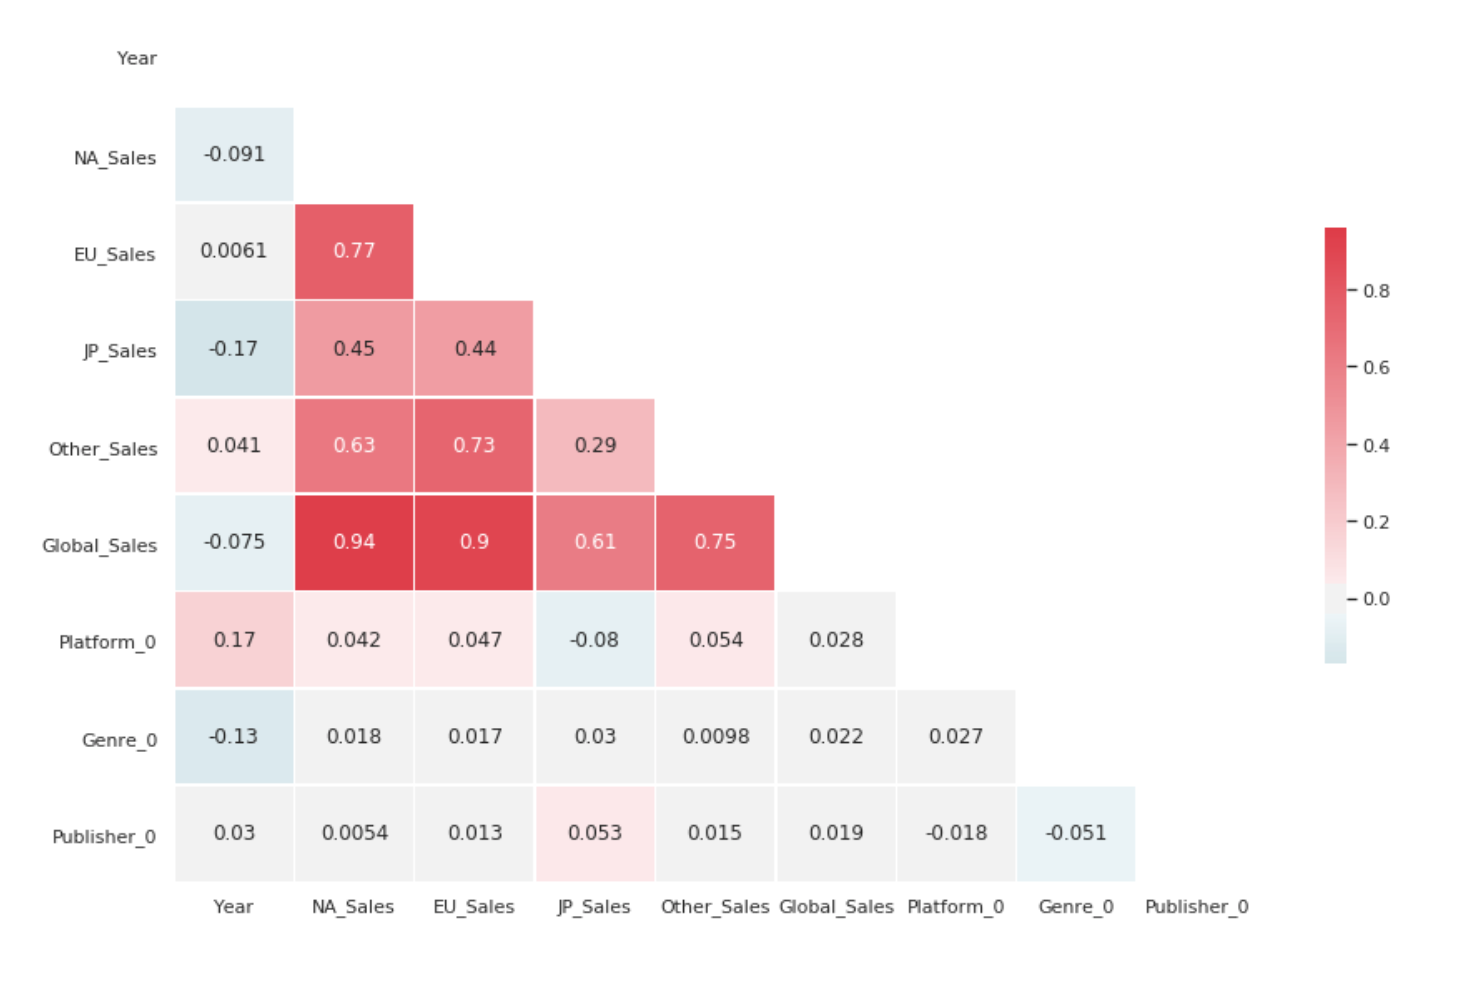 Year
NA_Sales -0.091
EU_Sales 0.0061 0.77
JP_Sales -0.17 0.45 0.44
Other_Sales 0.041 0.63 0.73 0.29
Global_Sales -0.075 0.94 0.9 0.61 0.75
Platform_0 0.17 0.042 0.047 -0.08 0.054 0.028
Genre_0 -0.13 0.018 0.017 0.03 0.0098 0.022 0.027
Publisher_0 0.03 0.0054 0.013 0.053 0.015 0.019 -0.018 -0.051
Year NA_Sales EU_Sales JP_Sales Other_Sales Global_Sales Platform_0 Genre_0 Publisher_0
0.8
0.6
0.4
0.2
0.0